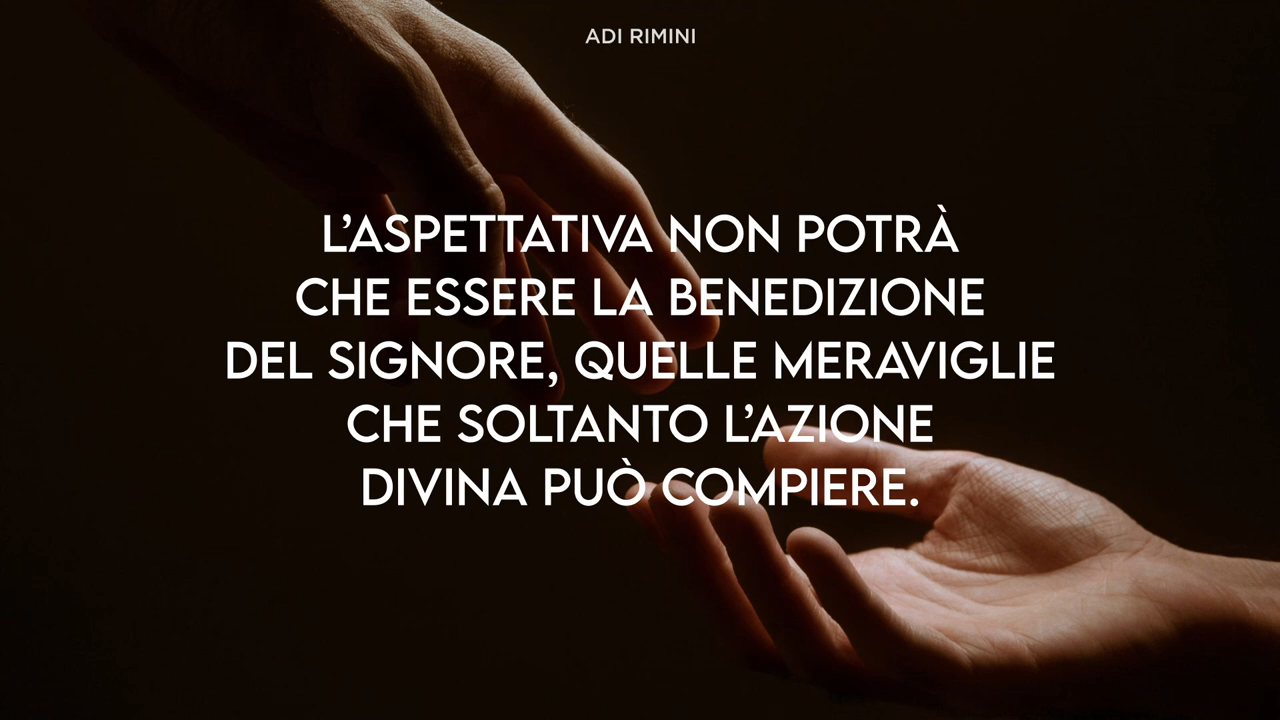 ADI RIMINI
L’ASPETTATIVA NON POTRÀ
CHE ESSERE LA BENEDIZIONE
DEL SIGNORE, QUELLE MERAVIGLIE
CHE SOLTANTO L’AZIONE
DIVINA PUÒ COMPIERE.